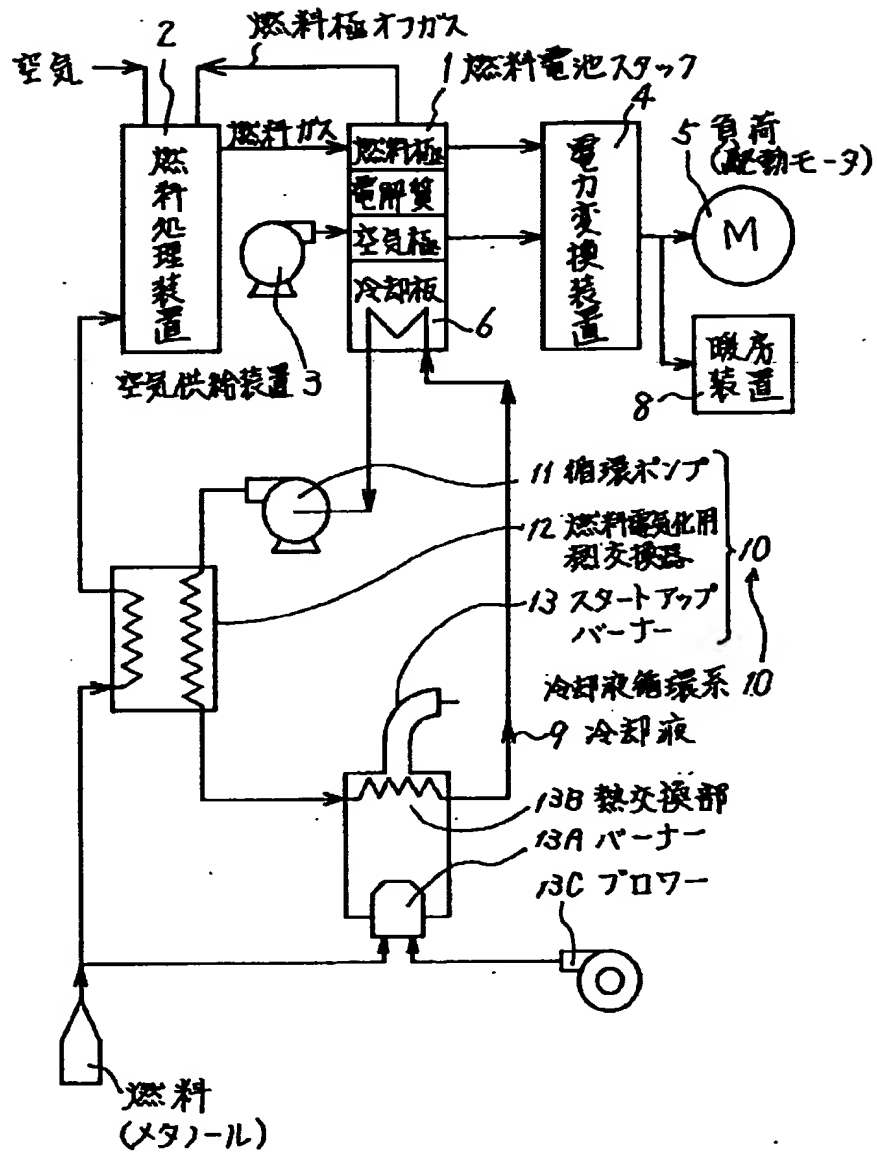 燃料極オフガス
2
空気
1 燃料電池スタック
4
5 負荷
(駆動モータ)
燃料ガス
燃料処理装置
燃料極
電解質
空気極
冷却板
6
電力変換装置
M
空気供給装置 3
暖房
装置
8
11 循環ポンプ
12 燃料電気化用
熱交換器
10
13 スタートアップ
バーナー
冷却液循環系 10
9 冷却液
13B 熱交換部
13A バーナー
13C ブロワー
燃料
(メタノール)